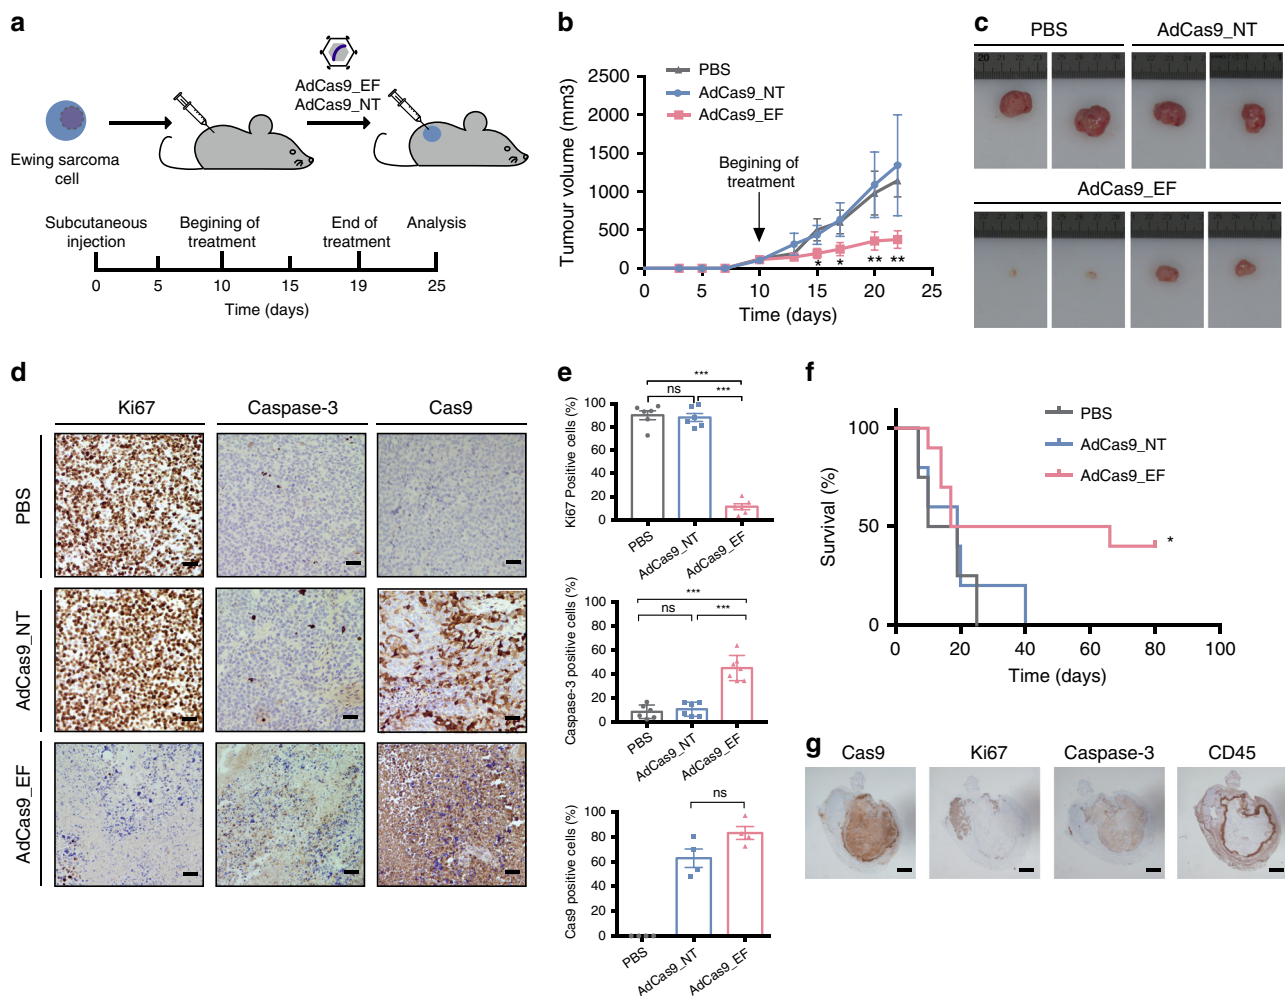 a
AdCas9_EF
AdCas9_NT
Ewing sarcoma
cell
Subcutaneous
injection
Begining of
treatment
End of
treatment
Analysis
0 5 10 15 19 25
Time (days)
b
PBS
AdCas9_NT
AdCas9_EF
Begining of
treatment
Tumour volume (mm3)
2500
2000
1500
1000
500
0
* * ** **
0 5 10 15 20 25
Time (days)
c
PBS
AdCas9_NT
AdCas9_EF
d
Ki67 Caspase-3 Cas9
PBS
AdCas9_NT
AdCas9_EF
e
***
ns ***
Ki67 Positive cells (%)
100
80
60
40
20
0
PBS
AdCas9_NT
AdCas9_EF
***
ns ***
Caspase-3 positive cells (%)
100
80
60
40
20
0
PBS
AdCas9_NT
AdCas9_EF
ns
Cas9 positive cells (%)
100
80
60
40
20
0
PBS
AdCas9_NT
AdCas9_EF
f
PBS
AdCas9_NT
AdCas9_EF
Survival (%)
100
50
0
*
0 20 40 60 80 100
Time (days)
g
Cas9 Ki67 Caspase-3 CD45